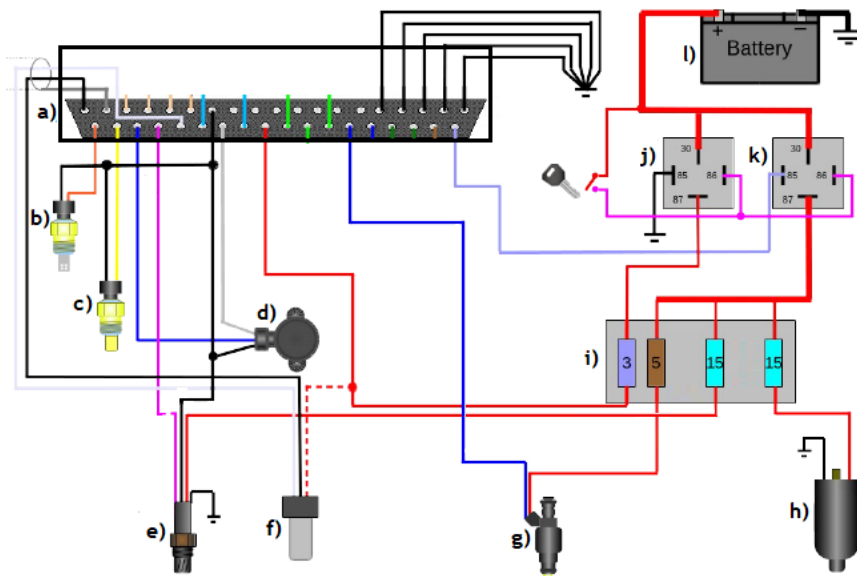 + −
Battery
l)
a)
j)
30
85
86
87
k)
30
85
86
87
b)
c)
d)
i)
3
5
15
15
e)
f)
g)
h)